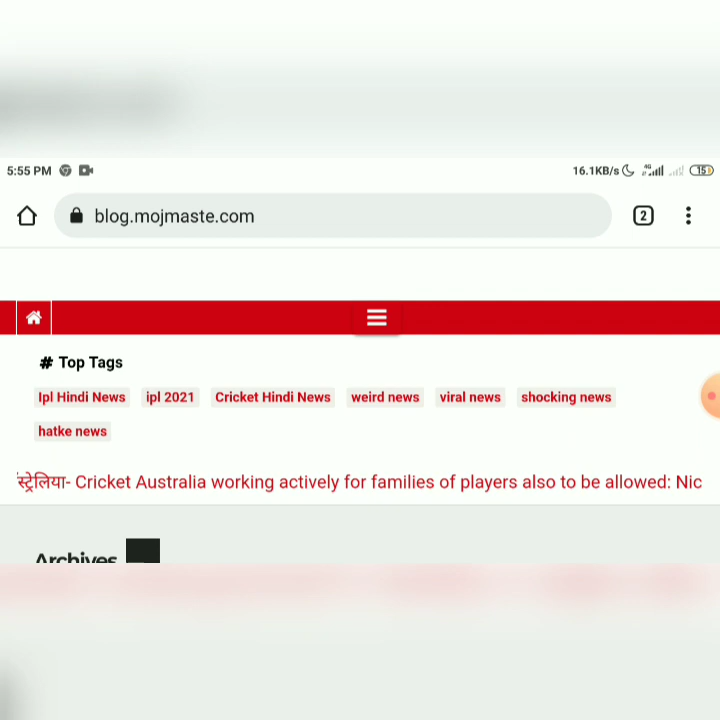 5:55 PM 16.1KB/s 4G 15
blog.mojmaste.com 2
# Top Tags
Ipl Hindi News ipl 2021 Cricket Hindi News weird news viral news shocking news
hatke news
स्ट्रेलिया- Cricket Australia working actively for families of players also to be allowed: Nic
Archives